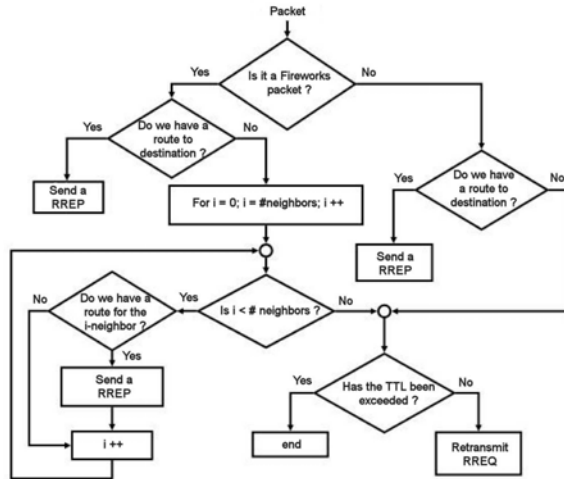 Packet
Is it a Fireworks
packet ?
Yes
No
Do we have a
route to
destination ?
Yes
No
Send a
RREP
For i = 0; i = #neighbors; i ++
Do we have
a route to
destination ?
Yes
No
Send a
RREP
Is i < # neighbors ?
Yes
No
Do we have a
route for the
i-neighbor ?
No
Yes
Send a
RREP
i ++
Has the TTL been
exceeded ?
Yes
No
end
Retransmit
RREQ